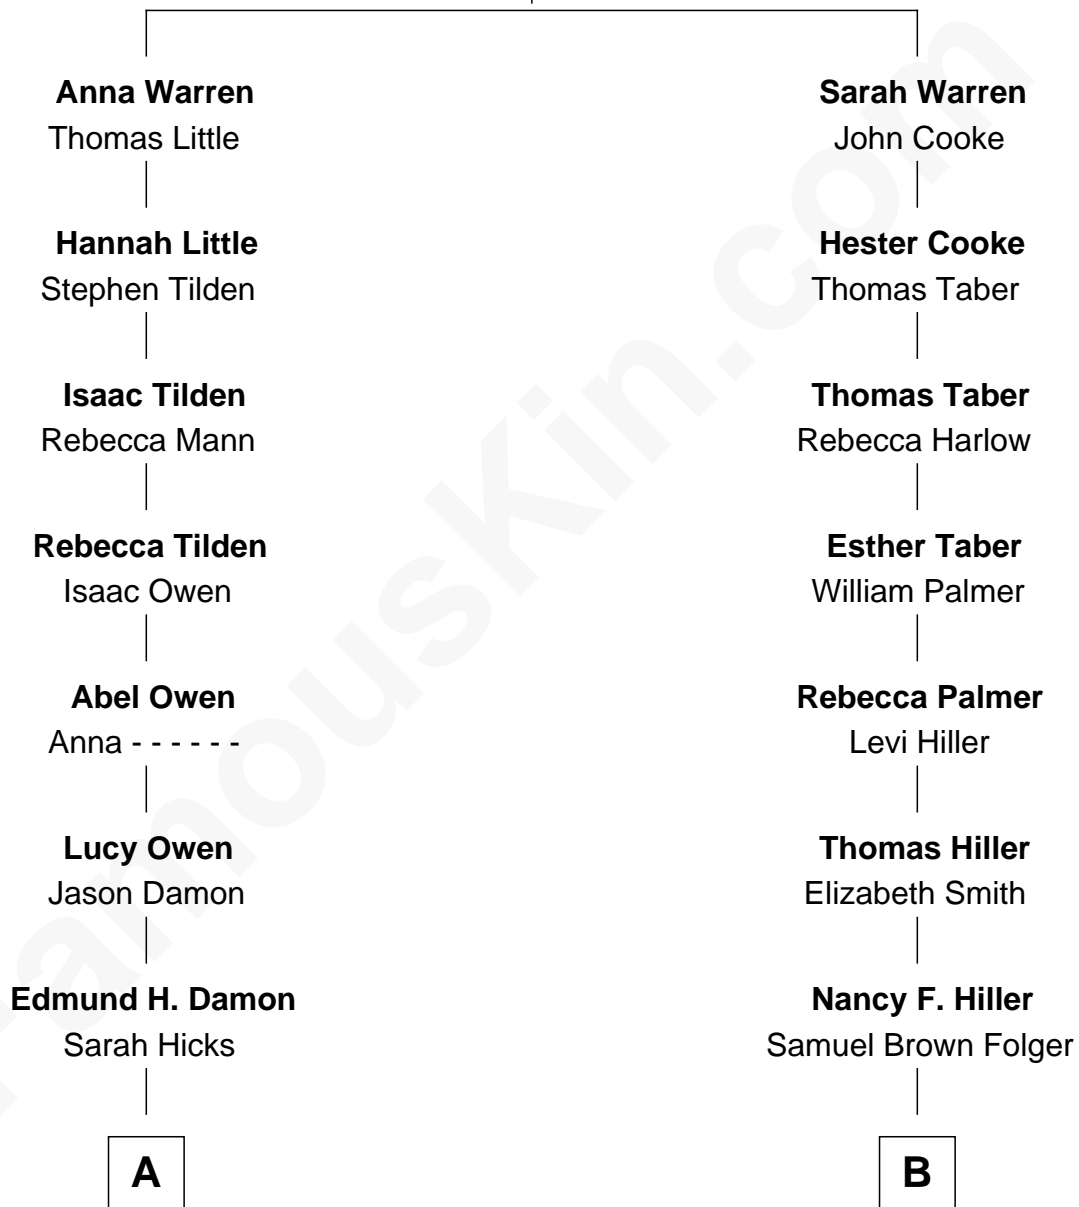 Anna Warren
Thomas Little
Sarah Warren
John Cooke
Hannah Little
Stephen Tilden
Hester Cooke
Thomas Taber
Isaac Tilden
Rebecca Mann
Thomas Taber
Rebecca Harlow
Rebecca Tilden
Isaac Owen
Esther Taber
William Palmer
Abel Owen
Anna - - - - - -
Rebecca Palmer
Levi Hiller
Lucy Owen
Jason Damon
Thomas Hiller
Elizabeth Smith
Edmund H. Damon
Sarah Hicks
Nancy F. Hiller
Samuel Brown Folger
A
B
FamousKin.com